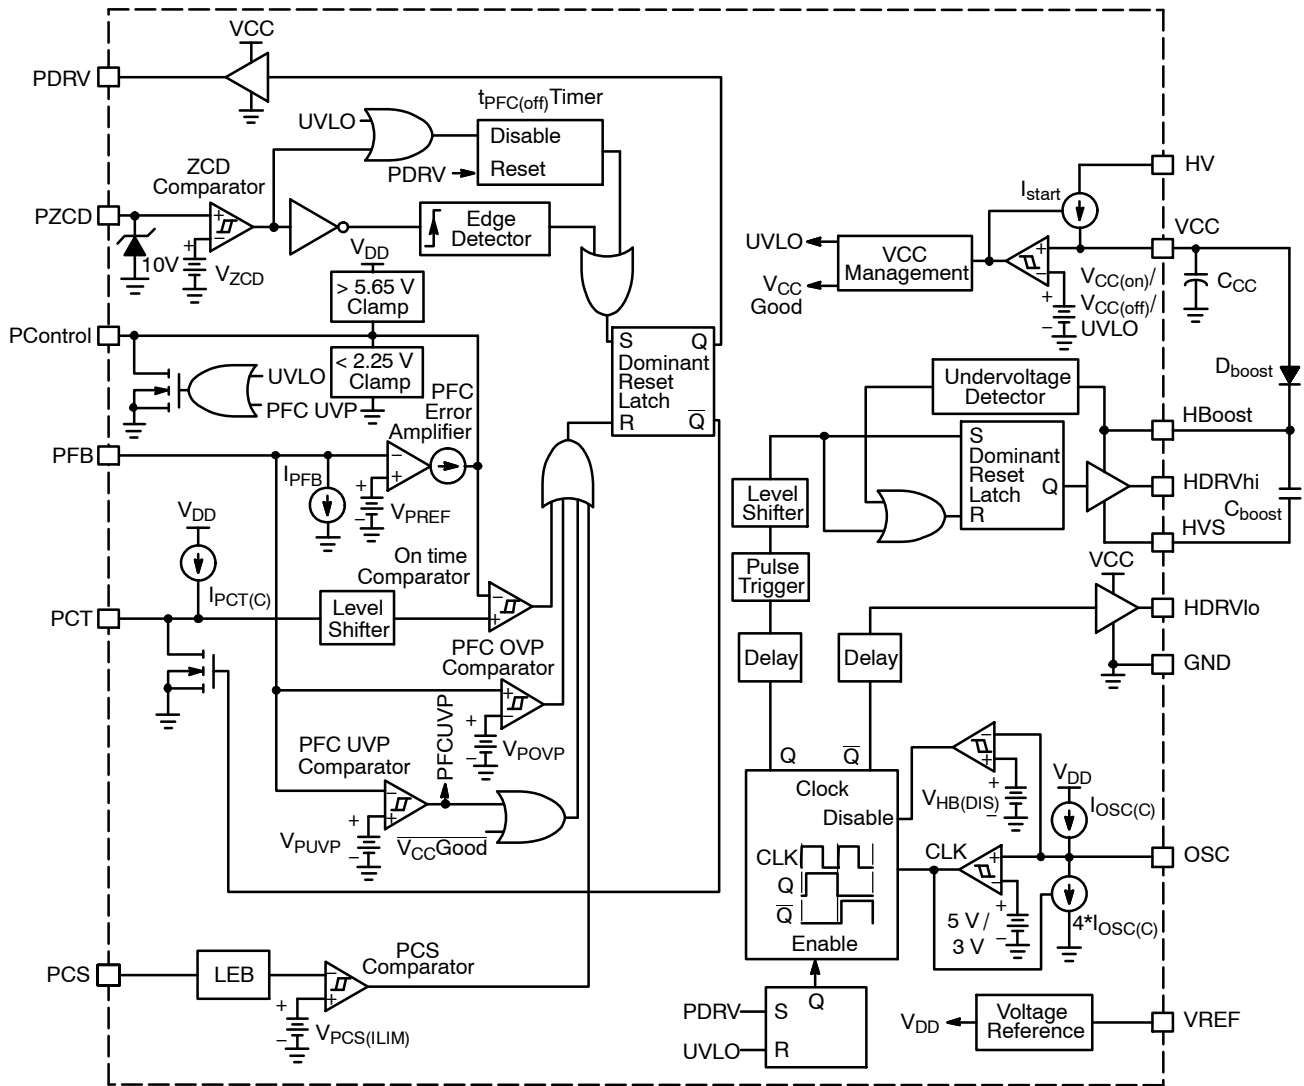 VCC
PDRV
tPFC(off) Timer
UVLO
Disable
Reset
PDRV
ZCD
Comparator
PZCD
+
−
+
−
10V
VZCD
Edge
Detector
VDD
> 5.65 V
Clamp
PControl
< 2.25 V
Clamp
UVLO
PFC UVP
S
Q
Dominant
Reset
Latch
R
Q
PFC
Error
Amplifier
PFB
−
+
IPFB
+
−
VPREF
VDD
IPCT(C)
On time
Comparator
PCT
Level
Shifter
−
+
PFC OVP
Comparator
+
−
+
−
VPOVP
PFCUVP
PFC UVP
Comparator
−
+
+
−
VPUVP
VCCGood
PCS
LEB
PCS
Comparator
−
+
+
−
VPCS(ILIM)
HV
Istart
VCC
UVLO
VCC
Good
VCC
Management
+
−
+
−
VCC(on)/
VCC(off)/
UVLO
CCC
Dboost
Undervoltage
Detector
HBoost
S
Dominant
Reset
Latch
Q
R
HDRVhi
Cboost
HVS
Level
Shifter
Pulse
Trigger
VCC
HDRVlo
Delay
Delay
GND
Q
Q
Clock
Disable
−
+
+
−
VHB(DIS)
VDD
IOSC(C)
CLK
OSC
+
−
+
−
5 V /
3 V
4*IOSC(C)
CLK
Q
Q
Enable
Q
PDRV
S
UVLO
R
VDD
Voltage
Reference
VREF